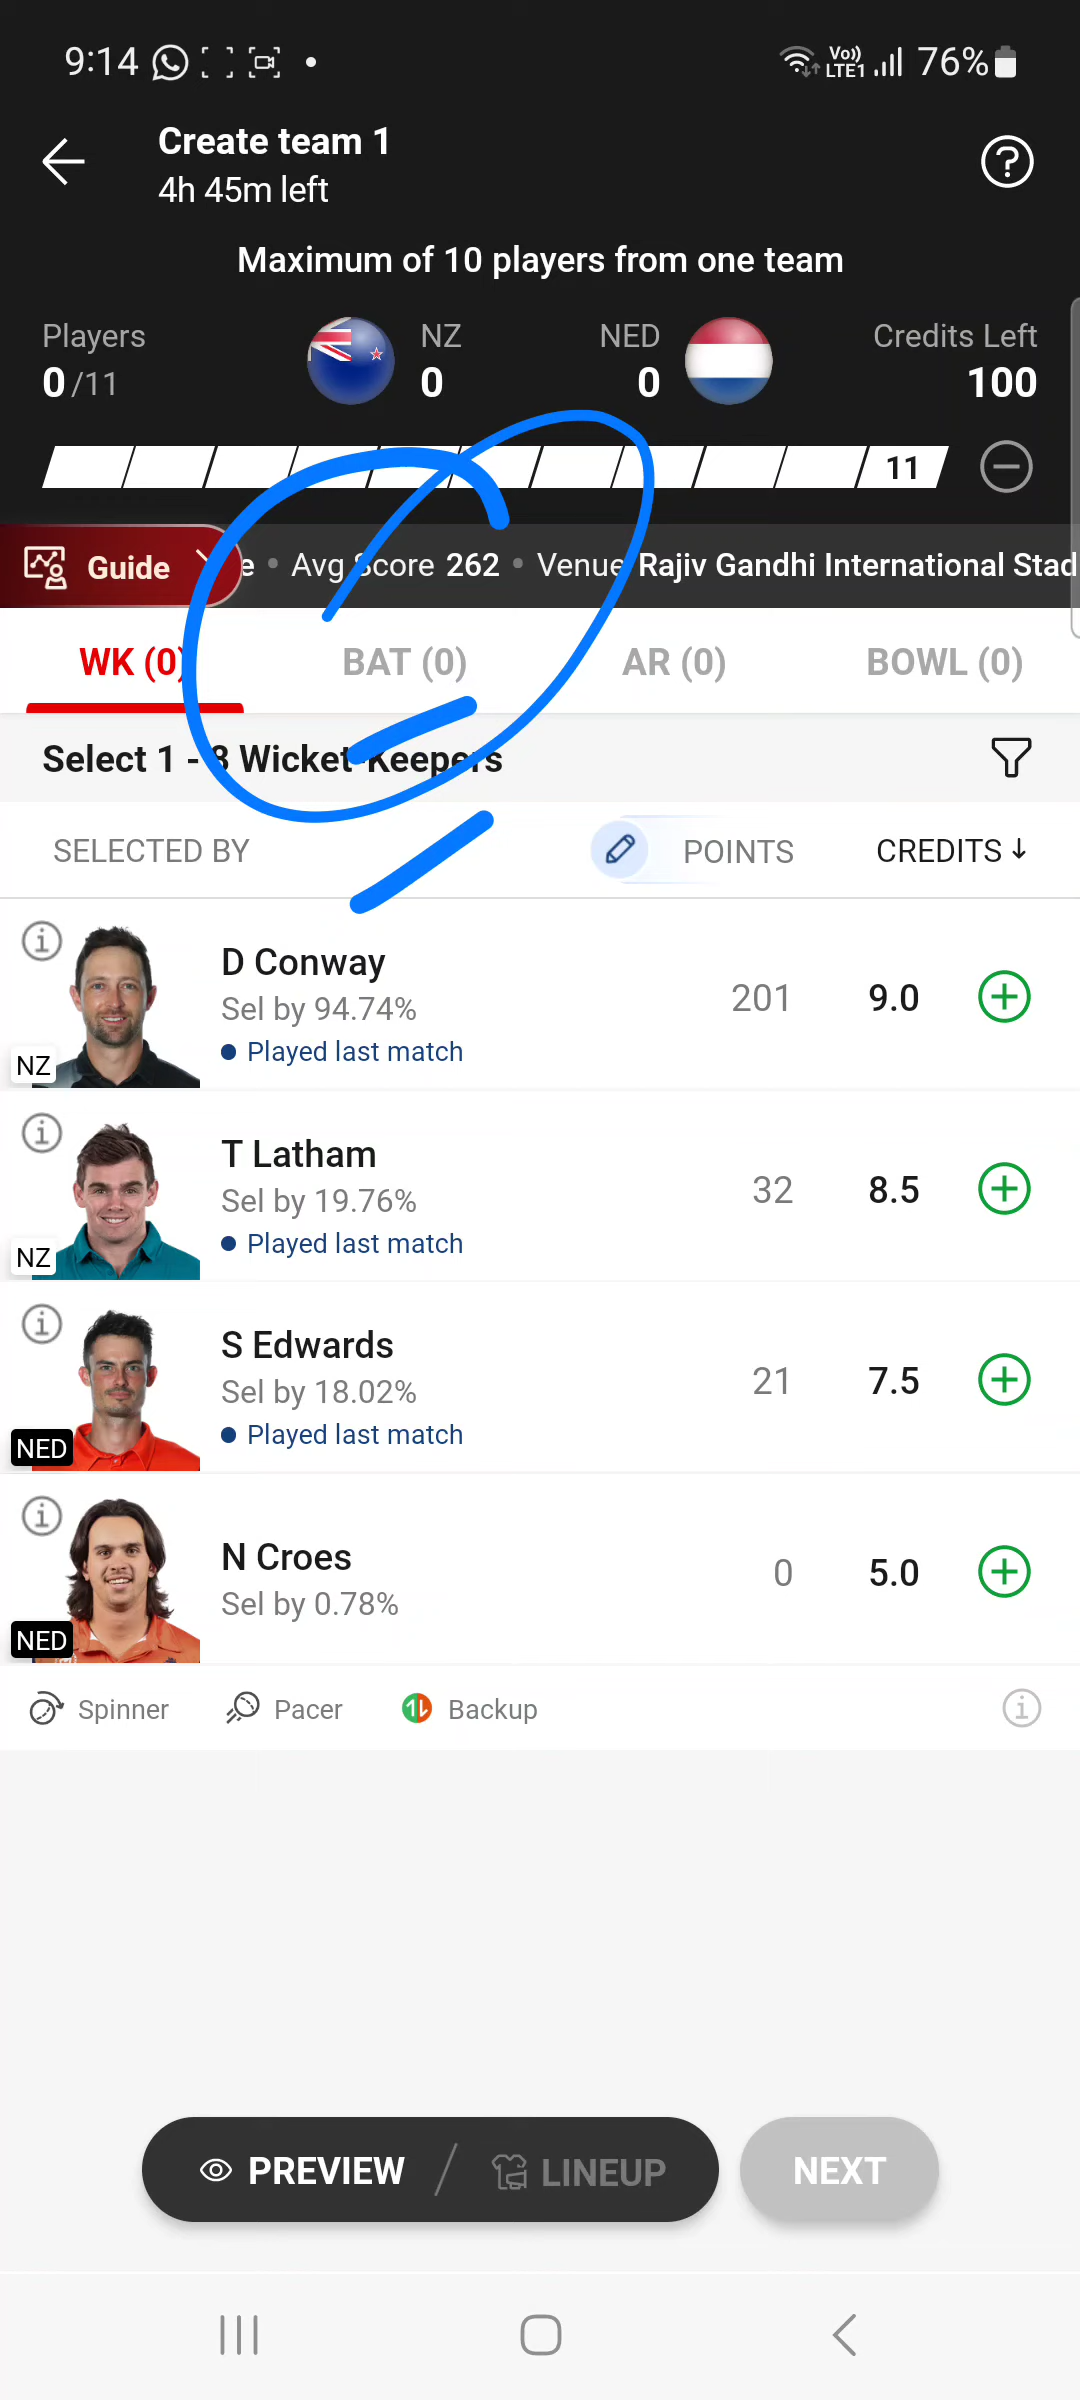 9:14 Vo)) LTE1 76%
Create team 1
4h 45m left
Maximum of 10 players from one team
Players NZ NED Credits Left
0/11 0 0 100
11
Guide e • Avg Score 262 • Venue Rajiv Gandhi International Stad
WK (0) BAT (0) AR (0) BOWL (0)
Select 1 - 8 Wicket-Keepers
SELECTED BY POINTS CREDITS ↓
D Conway
Sel by 94.74% 201 9.0
• Played last match
NZ
T Latham
Sel by 19.76% 32 8.5
• Played last match
NZ
S Edwards
Sel by 18.02% 21 7.5
• Played last match
NED
N Croes
Sel by 0.78% 0 5.0
NED
Spinner Pacer Backup
PREVIEW / LINEUP NEXT